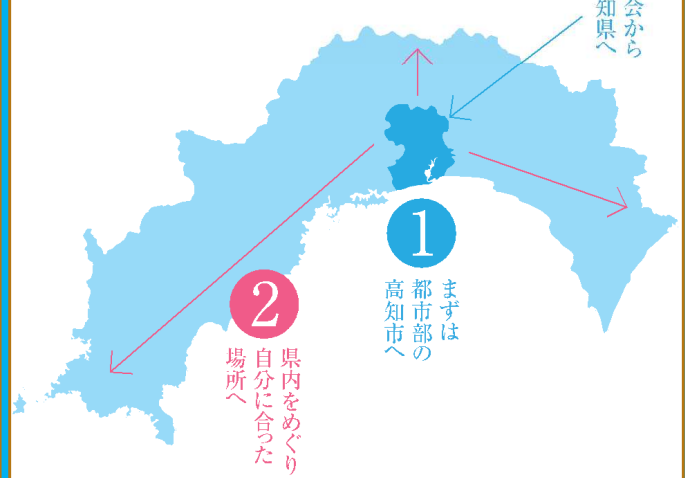 会から
知県へ
1
まずは
都市部の
高知市へ
2
県内をめぐり
自分に合った
場所へ